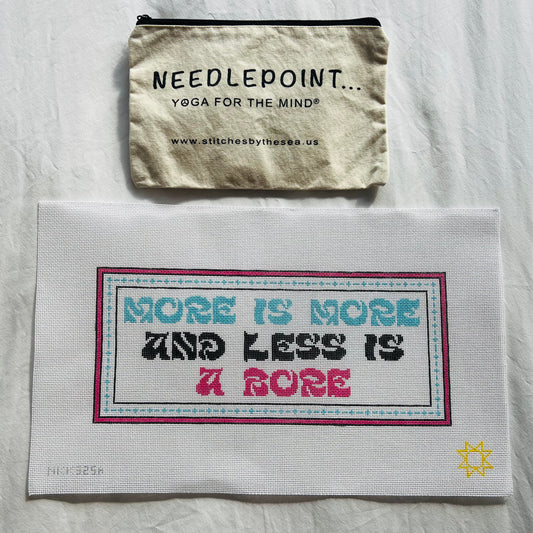 NEEDLEPOINT...
YOGA FOR THE MIND®
www.stitchesbythesea.us
MORE IS MORE
AND LESS IS
A BORE